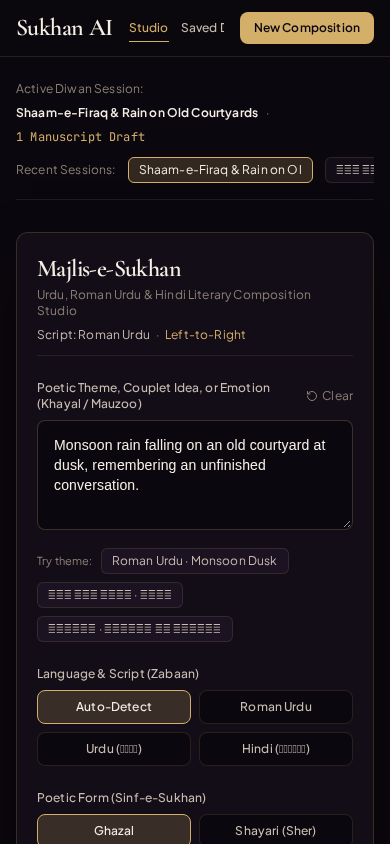 Sukhan AI Studio Saved New Composition
Active Diwan Session:
Shaam-e-Firaq & Rain on Old Courtyards ·
1 Manuscript Draft
Recent Sessions: Shaam-e-Firaq & Rain on Ol
Majlis-e-Sukhan
Urdu, Roman Urdu & Hindi Literary Composition
Studio
Script: Roman Urdu · Left-to-Right
Poetic Theme, Couplet Idea, or Emotion
(Khayal / Mauzoo)
Clear
Monsoon rain falling on an old courtyard at
dusk, remembering an unfinished
conversation.
Try theme: Roman Urdu · Monsoon Dusk
Language & Script (Zabaan)
Auto-Detect Roman Urdu
Urdu Hindi
Poetic Form (Sinf-e-Sukhan)
Ghazal Shayari (Sher)